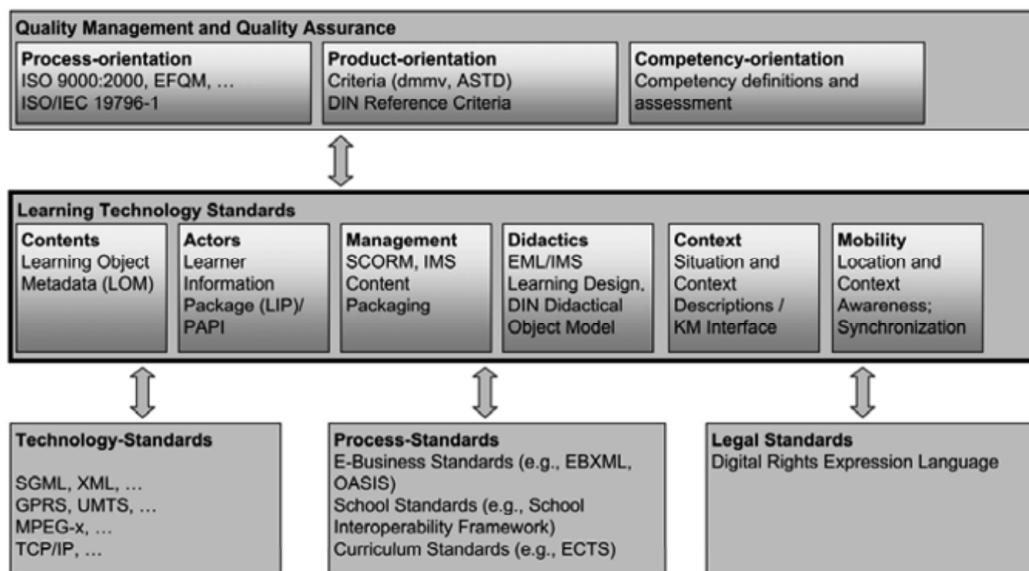 Quality Management and Quality Assurance
Process-orientation
ISO 9000:2000, EFQM, …
ISO/IEC 19796-1
Product-orientation
Criteria (dmmv, ASTD)
DIN Reference Criteria
Competency-orientation
Competency definitions and
assessment
Learning Technology Standards
Contents
Learning Object
Metadata (LOM)
Actors
Learner
Information
Package (LIP)/
PAPI
Management
SCORM, IMS
Content
Packaging
Didactics
EML/IMS
Learning Design.
DIN Didactical
Object Model
Context
Situation and
Context
Descriptions /
KM Interface
Mobility
Location and
Context
Awareness;
Synchronization
Technology-Standards
SGML, XML, …
GPRS, UMTS, …
MPEG-x, …
TCP/IP, …
Process-Standards
E-Business Standards (e.g., EBXML,
OASIS)
School Standards (e.g., School
Interoperability Framework)
Curriculum Standards (e.g., ECTS)
Legal Standards
Digital Rights Expression Language